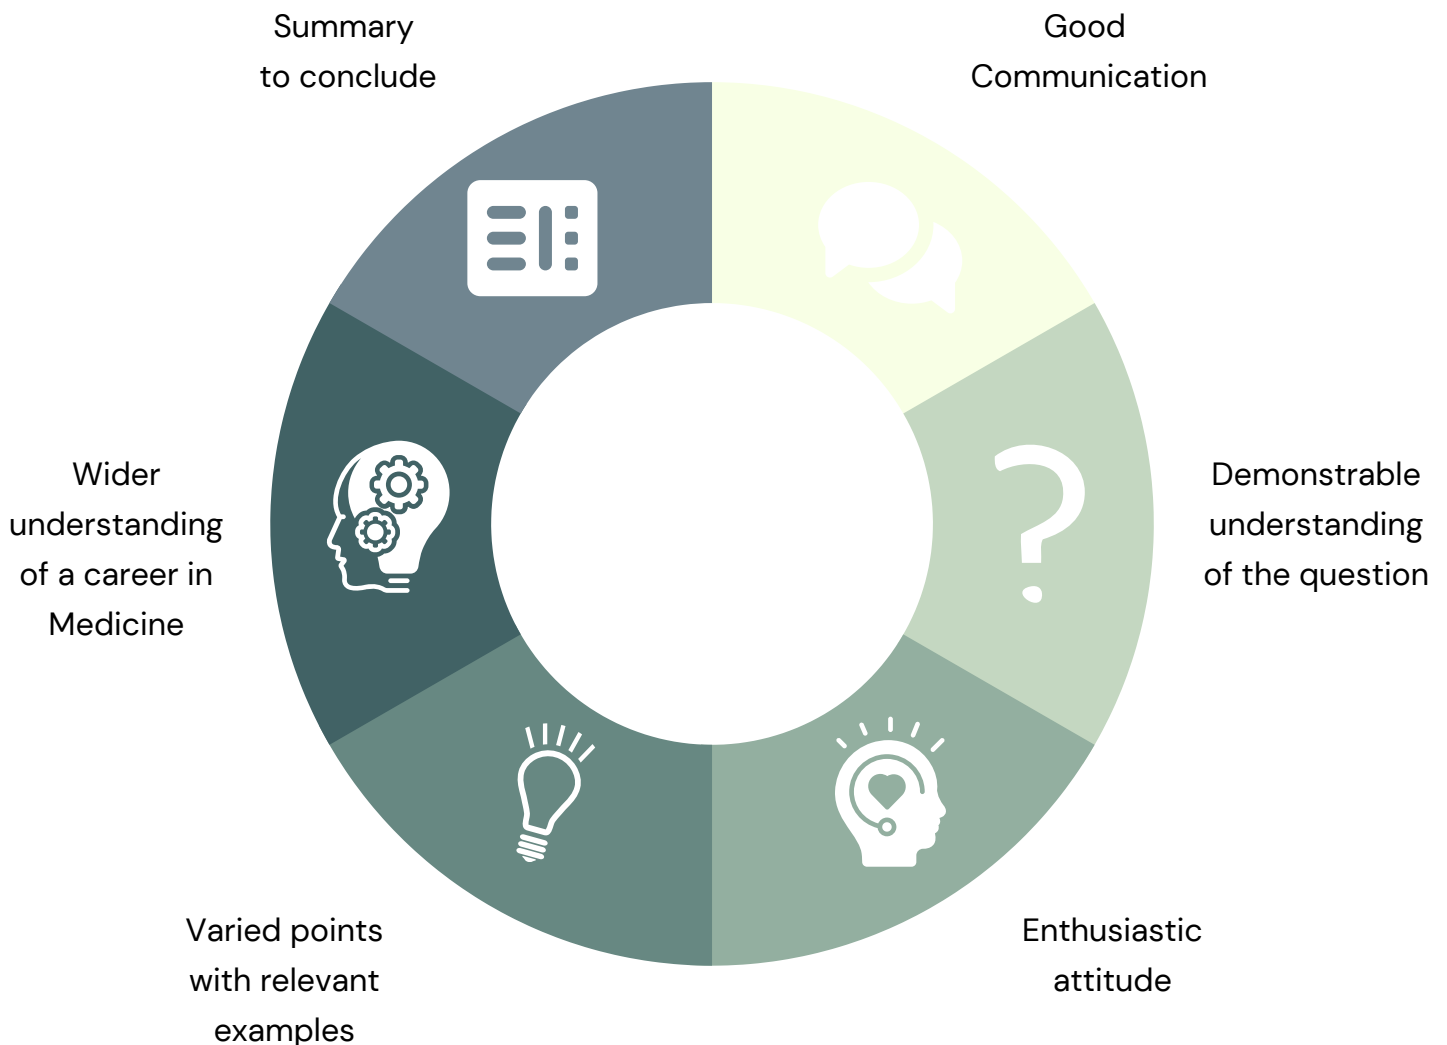 Summary
to conclude
Good
Communication
Demonstrable
understanding
of the question
Enthusiastic
attitude
Varied points
with relevant
examples
Wider
understanding
of a career in
Medicine
?